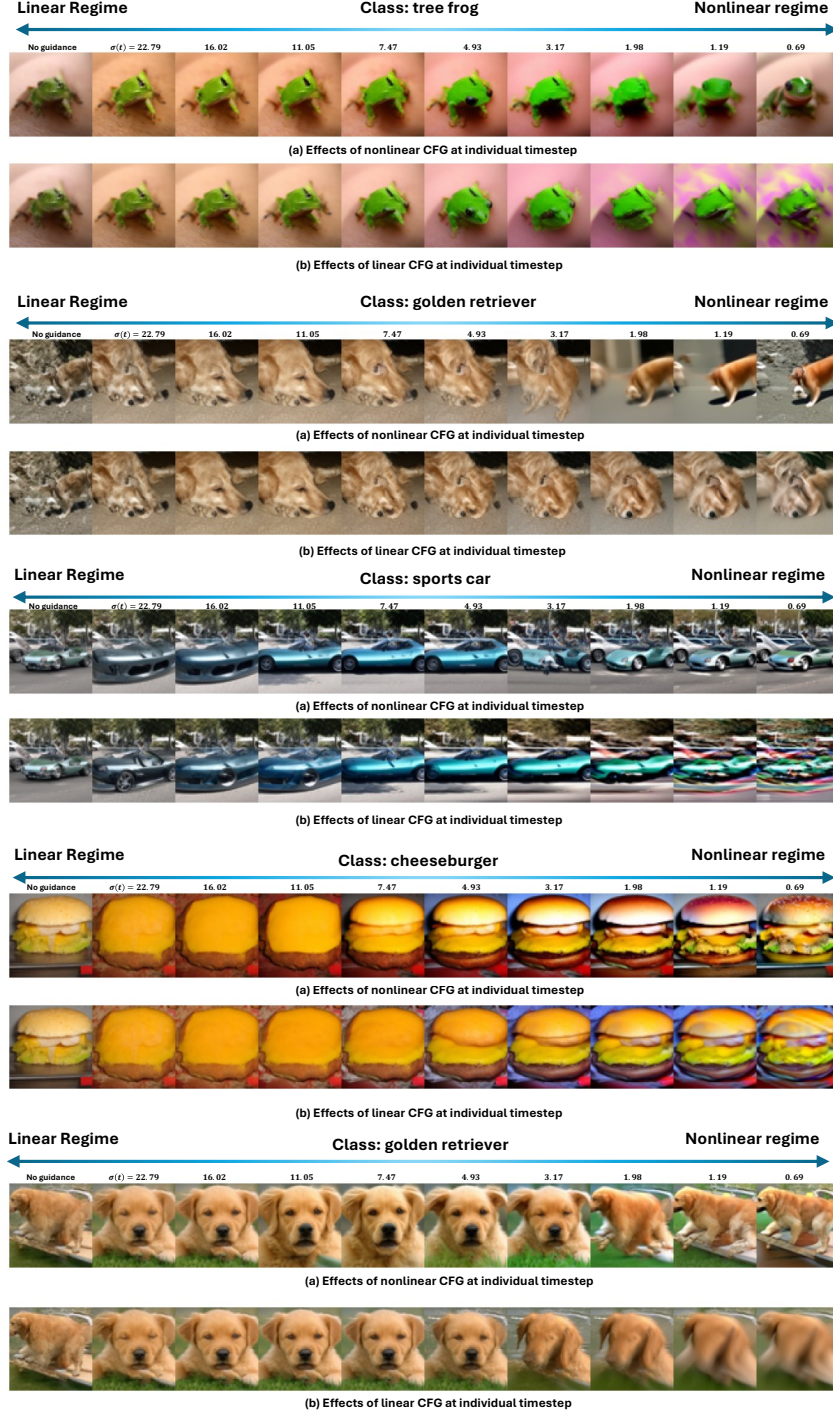 Linear Regime Class: tree frog Nonlinear regime
No guidance σ(t) = 22.79 16.02 11.05 7.47 4.93 3.17 1.98 1.19 0.69
(a) Effects of nonlinear CFG at individual timestep
(b) Effects of linear CFG at individual timestep
Linear Regime Class: golden retriever Nonlinear regime
No guidance σ(t) = 22.79 16.02 11.05 7.47 4.93 3.17 1.98 1.19 0.69
(a) Effects of nonlinear CFG at individual timestep
(b) Effects of linear CFG at individual timestep
Linear Regime Class: sports car Nonlinear regime
No guidance σ(t) = 22.79 16.02 11.05 7.47 4.93 3.17 1.98 1.19 0.69
(a) Effects of nonlinear CFG at individual timestep
(b) Effects of linear CFG at individual timestep
Linear Regime Class: cheeseburger Nonlinear regime
No guidance σ(t) = 22.79 16.02 11.05 7.47 4.93 3.17 1.98 1.19 0.69
(a) Effects of nonlinear CFG at individual timestep
(b) Effects of linear CFG at individual timestep
Linear Regime Class: golden retriever Nonlinear regime
No guidance σ(t) = 22.79 16.02 11.05 7.47 4.93 3.17 1.98 1.19 0.69
(a) Effects of nonlinear CFG at individual timestep
(b) Effects of linear CFG at individual timestep